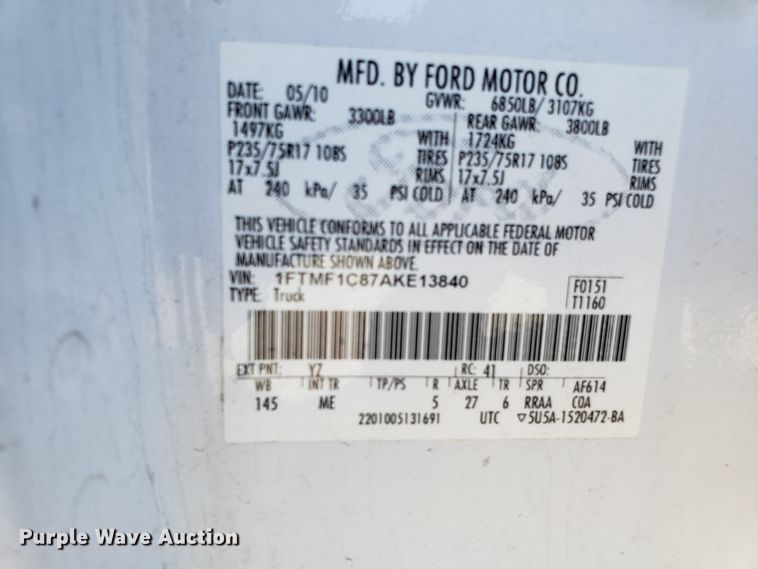 MFD. BY FORD MOTOR CO.
DATE: 05/10 GVWR: 6850LB/ 3107KG
FRONT GAWR: 3300LB REAR GAWR: 3800LB
1497KG WITH 1724KG WITH
P235/75R17 108S TIRES P235/75R17 108S TIRES
17x7.5J RIMS 17x7.5J RIMS
AT 240 kPa/ 35 PSI COLD AT 240 kPa/ 35 PSI COLD
THIS VEHICLE CONFORMS TO ALL APPLICABLE FEDERAL MOTOR
VEHICLE SAFETY STANDARDS IN EFFECT ON THE DATE OF
MANUFACTURE SHOWN ABOVE.
VIN: 1FTMF1C87AKE13840 F0151
TYPE: Truck T1160
EXT PNT: YZ RC: 41 DSO:
WB INT TR TP/PS R AXLE TR SPR AF614
145 ME 5 27 6 RRAA COA
2201005131691 UTC ▽5U5A-1520472-BA
Purple Wave Auction